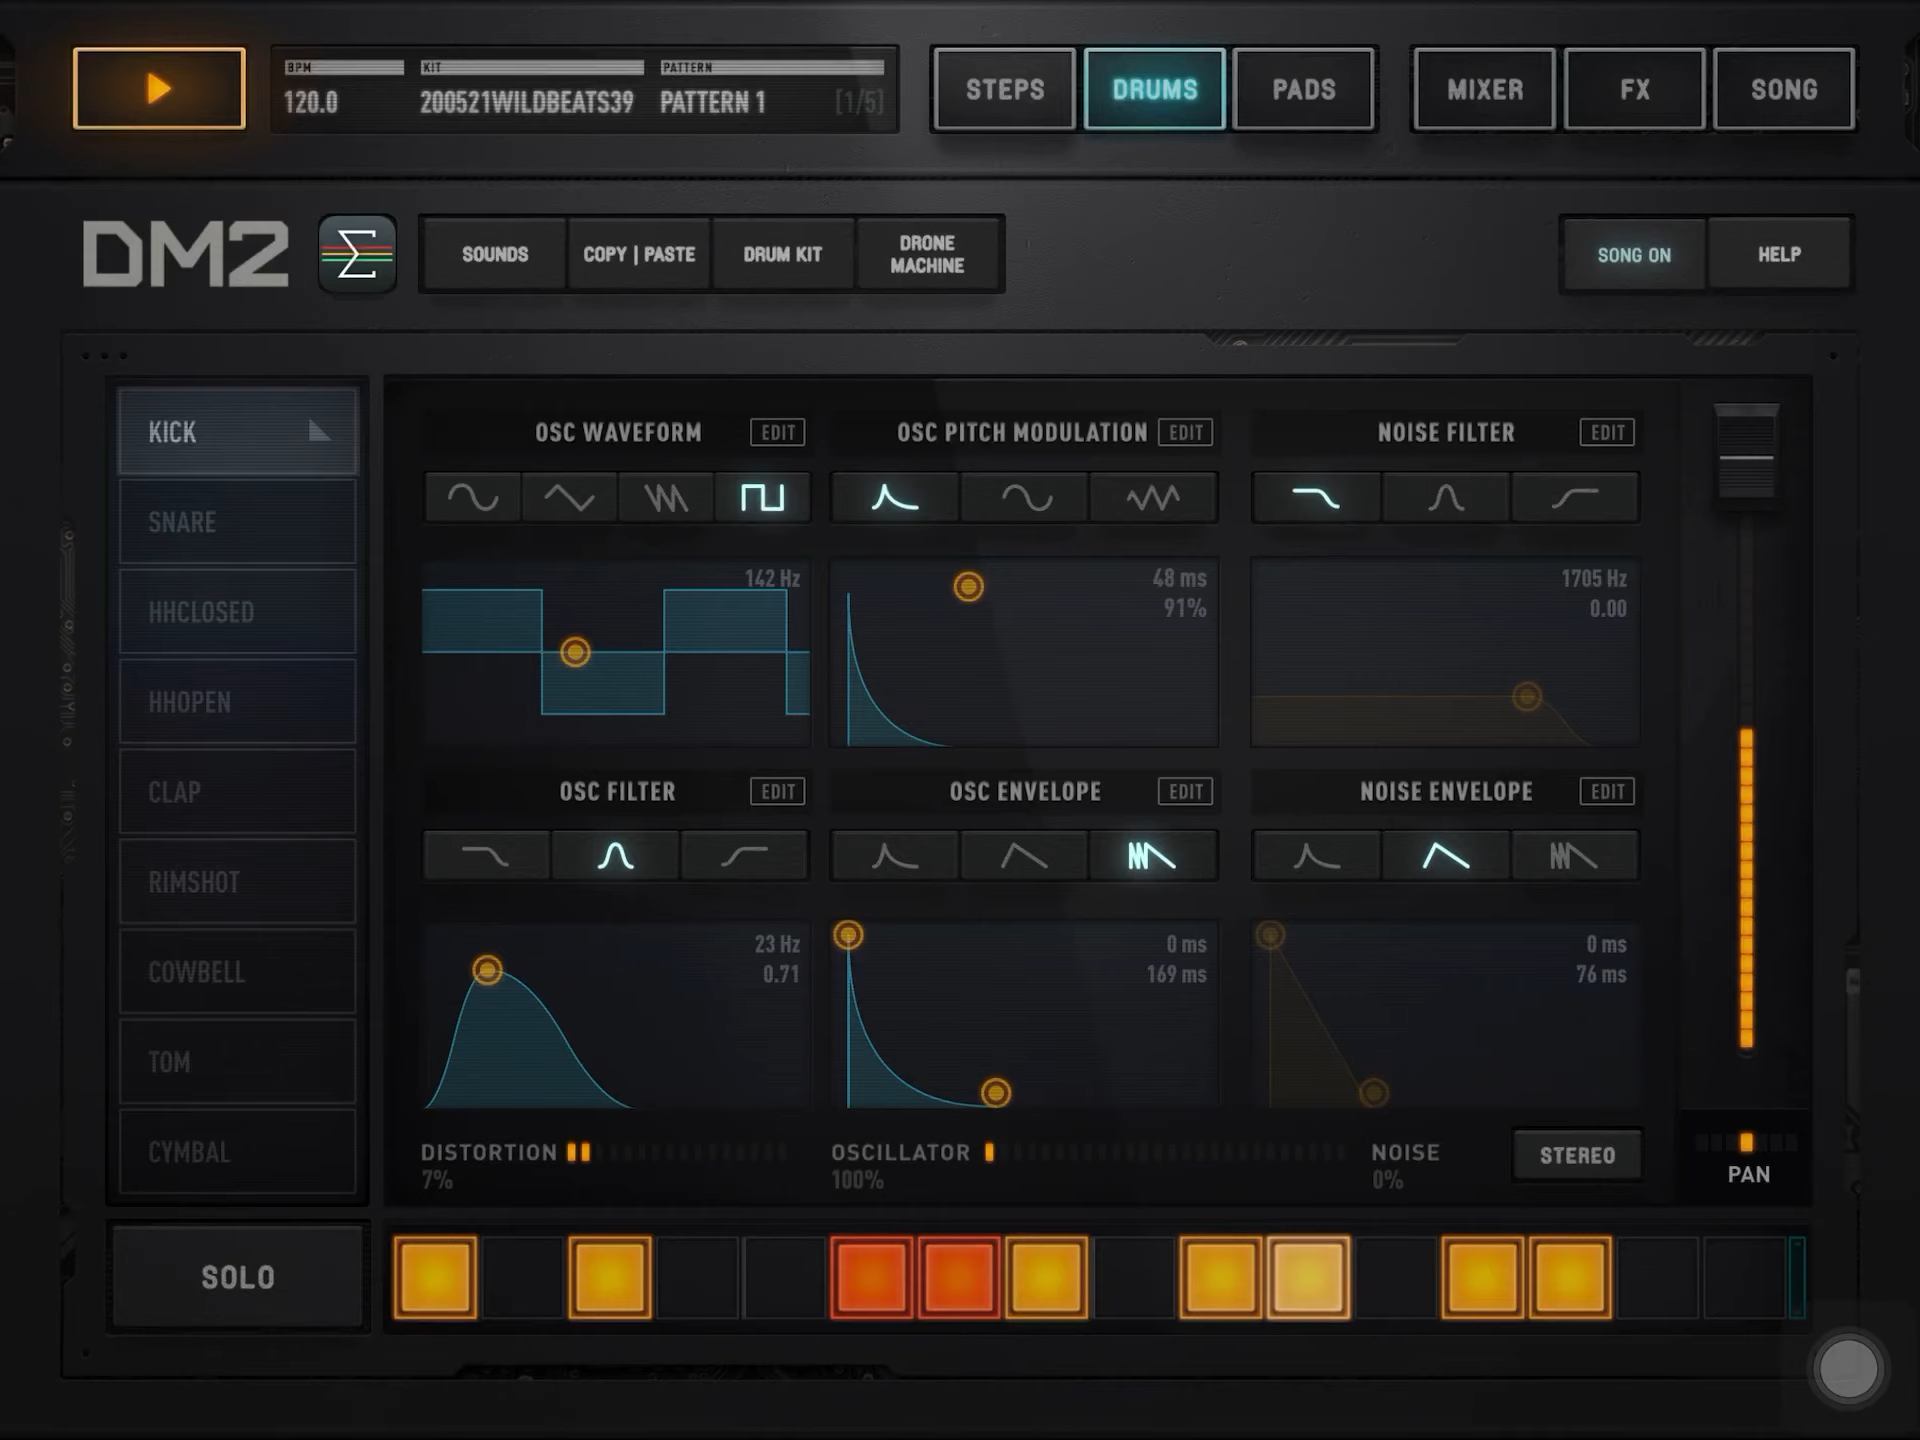 BPM KIT PATTERN
120.0 200521WILDBEATS39 PATTERN 1 [1/5]
STEPS DRUMS PADS MIXER FX SONG
DM2 Σ SOUNDS COPY | PASTE DRUM KIT DRONE MACHINE SONG ON HELP
KICK
SNARE
HHCLOSED
HHOPEN
CLAP
RIMSHOT
COWBELL
TOM
CYMBAL
SOLO
OSC WAVEFORM EDIT
142 Hz
OSC PITCH MODULATION EDIT
48 ms
91%
NOISE FILTER EDIT
1705 Hz
0.00
OSC FILTER EDIT
23 Hz
0.71
OSC ENVELOPE EDIT
0 ms
169 ms
NOISE ENVELOPE EDIT
0 ms
76 ms
DISTORTION
7%
OSCILLATOR
100%
NOISE
0%
STEREO
PAN